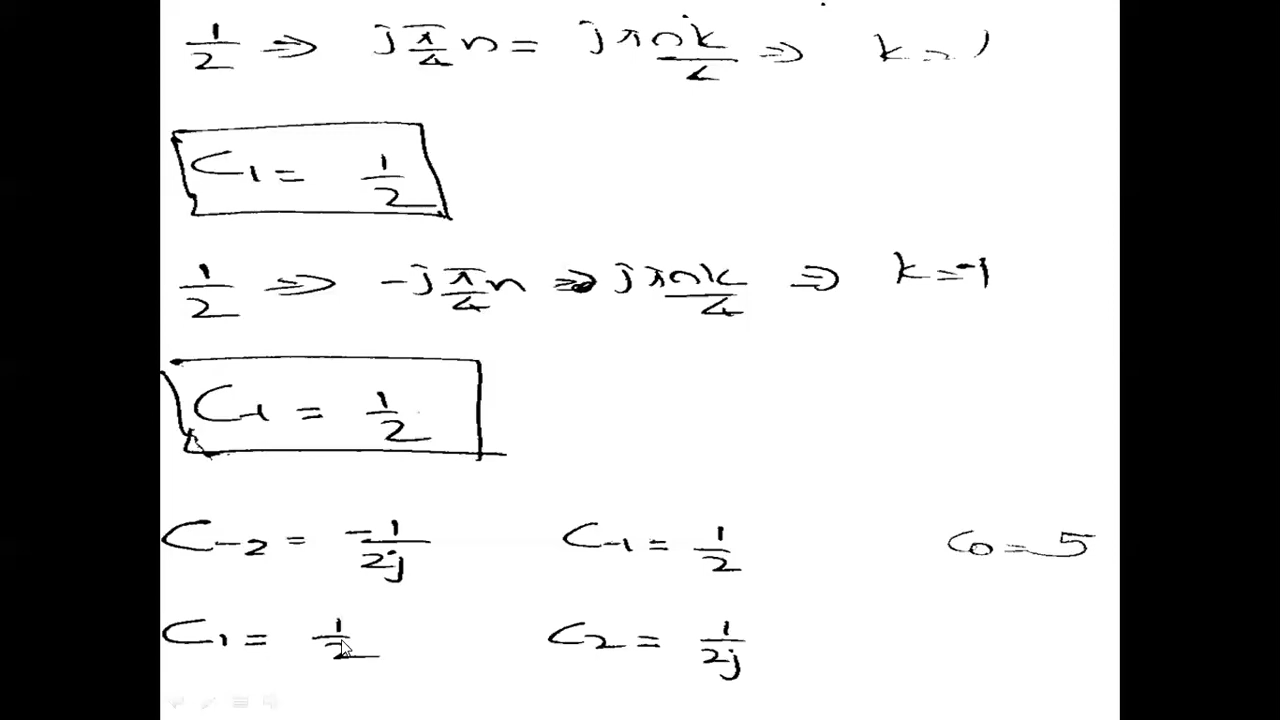 1/2 ⇒ jπ/4 n = jπnk/4 ⇒ k = 1
C₁ = 1/2
1/2 ⇒ -jπ/4 n ⇒ jπnk/4 ⇒ k = -1
C₋₁ = 1/2
C₋₂ = -1/2j C₋₁ = 1/2 C₀ = 5
C₁ = 1/2 C₂ = 1/2j